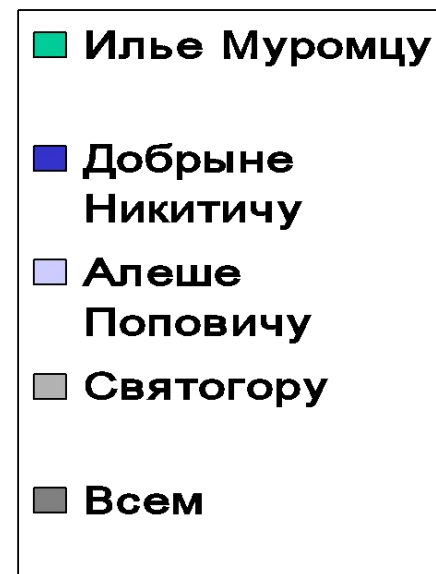 Илье Муромцу
Добрыне
Никитичу
Алеше
Поповичу
Святогору
Всем